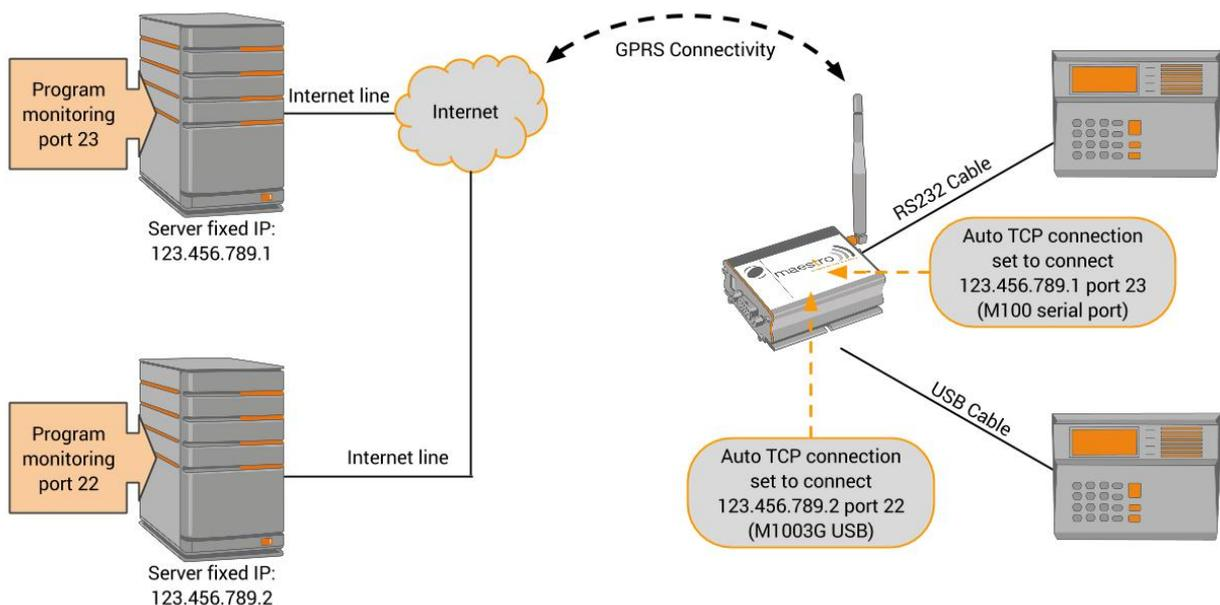 GPRS Connectivity
Program
monitoring
port 23
Internet line
Internet
Server fixed IP:
123.456.789.1
RS232 Cable
maestro
Auto TCP connection
set to connect
123.456.789.1 port 23
(M100 serial port)
Program
monitoring
port 22
Internet line
Server fixed IP:
123.456.789.2
USB Cable
Auto TCP connection
set to connect
123.456.789.2 port 22
(M1003G USB)